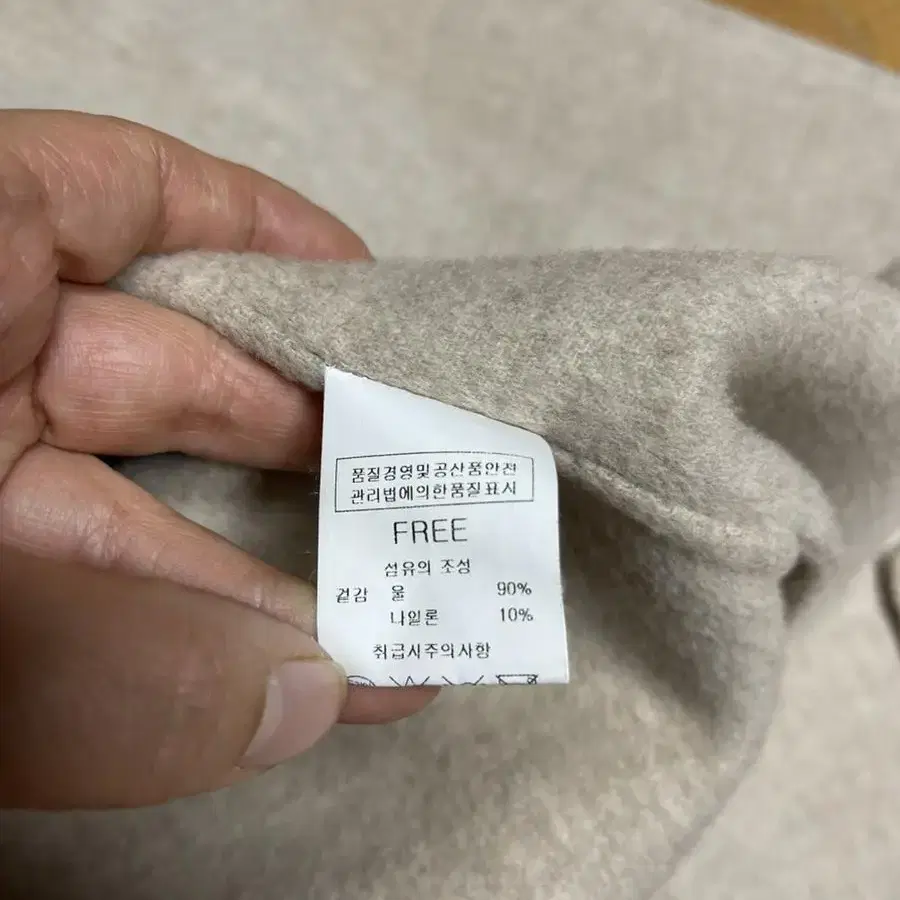 품질경영및공산품안전
관리법에의한품질표시
FREE
섬유의 조성
겉감 울 90%
나일론 10%
취급시주의사항